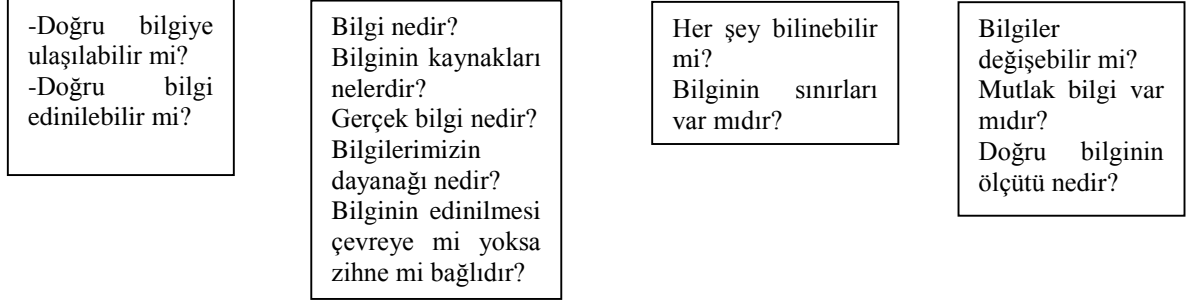 -Doğru bilgiye
ulaşılabilir mi?
-Doğru bilgi
edinilebilir mi?
Bilgi nedir?
Bilginin kaynakları
nelerdir?
Gerçek bilgi nedir?
Bilgilerimizin
dayanağı nedir?
Bilginin edinilmesi
çevreye mi yoksa
zihne mi bağlıdır?
Her şey bilinebilir
mi?
Bilginin sınırları
var mıdır?
Bilgiler
değişebilir mi?
Mutlak bilgi var
mıdır?
Doğru bilginin
ölçütü nedir?